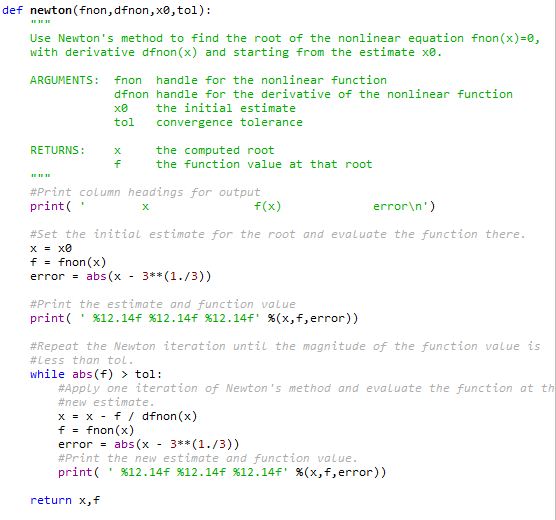 def newton(fnon,dfnon,x0,tol):
"""
Use Newton's method to find the root of the nonlinear equation fnon(x)=0,
with derivative dfnon(x) and starting from the estimate x0.
ARGUMENTS: fnon handle for the nonlinear function
dfnon handle for the derivative of the nonlinear function
x0 the initial estimate
tol convergence tolerance
RETURNS: x the computed root
f the function value at that root
"""
#Print column headings for output
print( ' x f(x) error\n')
#Set the initial estimate for the root and evaluate the function there.
x = x0
f = fnon(x)
error = abs(x - 3**(1./3))
#Print the estimate and function value
print( ' %12.14f %12.14f %12.14f' %(x,f,error))
#Repeat the Newton iteration until the magnitude of the function value is
#less than tol.
while abs(f) > tol:
#Apply one iteration of Newton's method and evaluate the function at th
#new estimate.
x = x - f / dfnon(x)
f = fnon(x)
error = abs(x - 3**(1./3))
#Print the new estimate and function value.
print( ' %12.14f %12.14f %12.14f' %(x,f,error))
return x,f